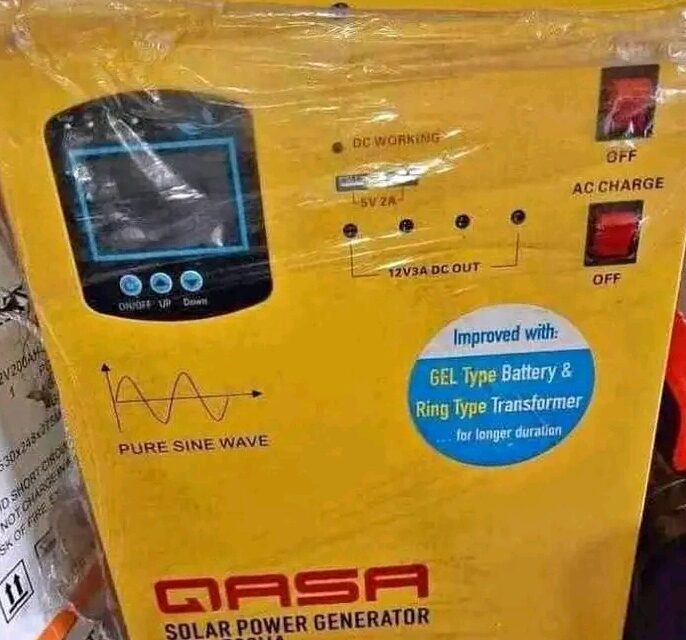 DC WORKING
5V 2A
12V3A DC OUT
OFF
AC CHARGE
OFF
ON/OFF UP Down
PURE SINE WAVE
Improved with:
GEL Type Battery &
Ring Type Transformer
... for longer duration
QASA
SOLAR POWER GENERATOR
V200AH